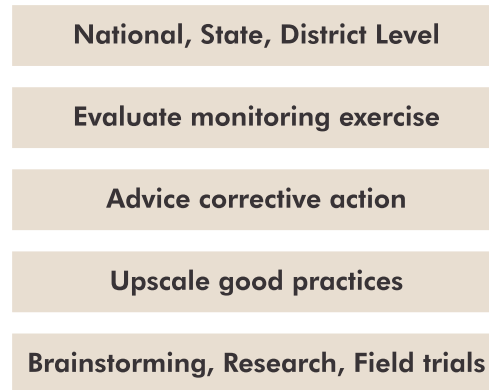 National, State, District Level
Evaluate monitoring exercise
Advice corrective action
Upscale good practices
Brainstorming, Research, Field trials